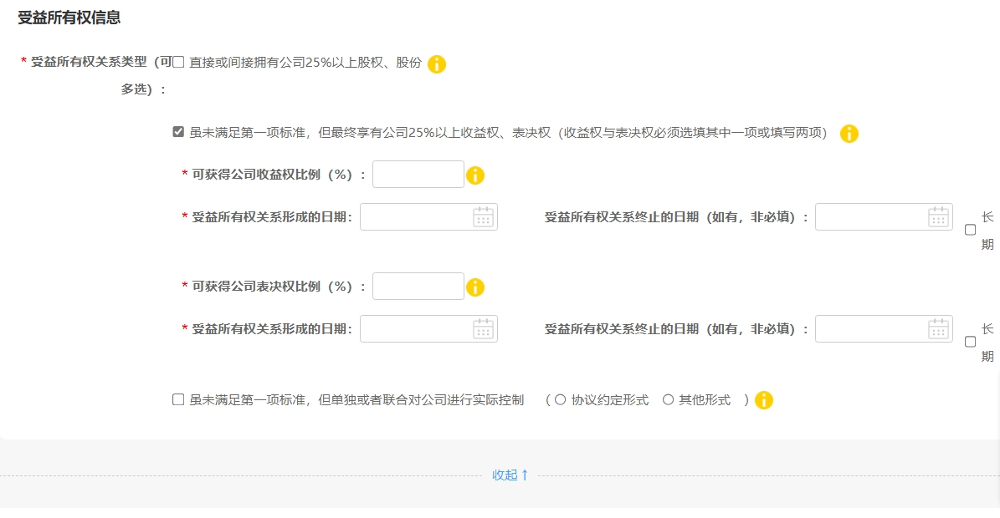 受益所有权信息
* 受益所有权关系类型（可多选）：
直接或间接拥有公司25%以上股权、股份
虽未满足第一项标准，但最终享有公司25%以上收益权、表决权（收益权与表决权必须选填其中一项或填写两项）
* 可获得公司收益权比例（%）：
* 受益所有权关系形成的日期: 受益所有权关系终止的日期（如有，非必填）： 长期
* 可获得公司表决权比例（%）：
* 受益所有权关系形成的日期: 受益所有权关系终止的日期（如有，非必填）： 长期
虽未满足第一项标准，但单独或者联合对公司进行实际控制 （ 协议约定形式 其他形式 ）
收起↑